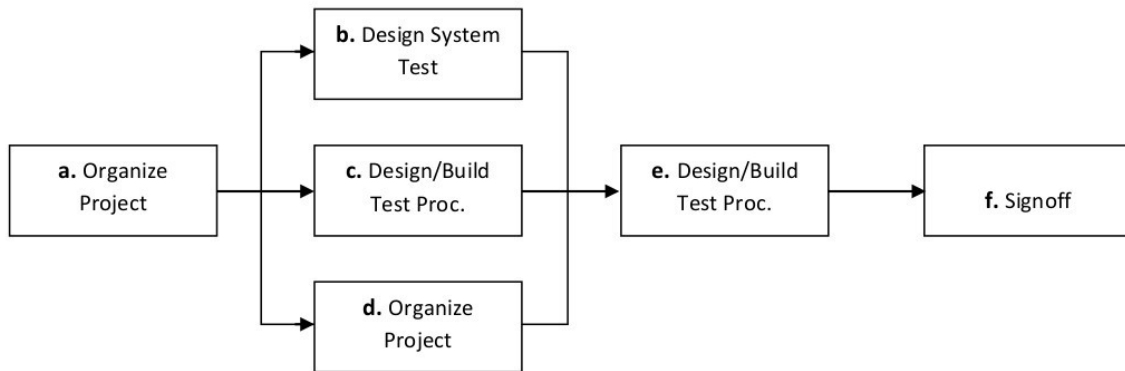 b. Design System
Test
a. Organize
Project
c. Design/Build
Test Proc.
e. Design/Build
Test Proc.
f. Signoff
d. Organize
Project